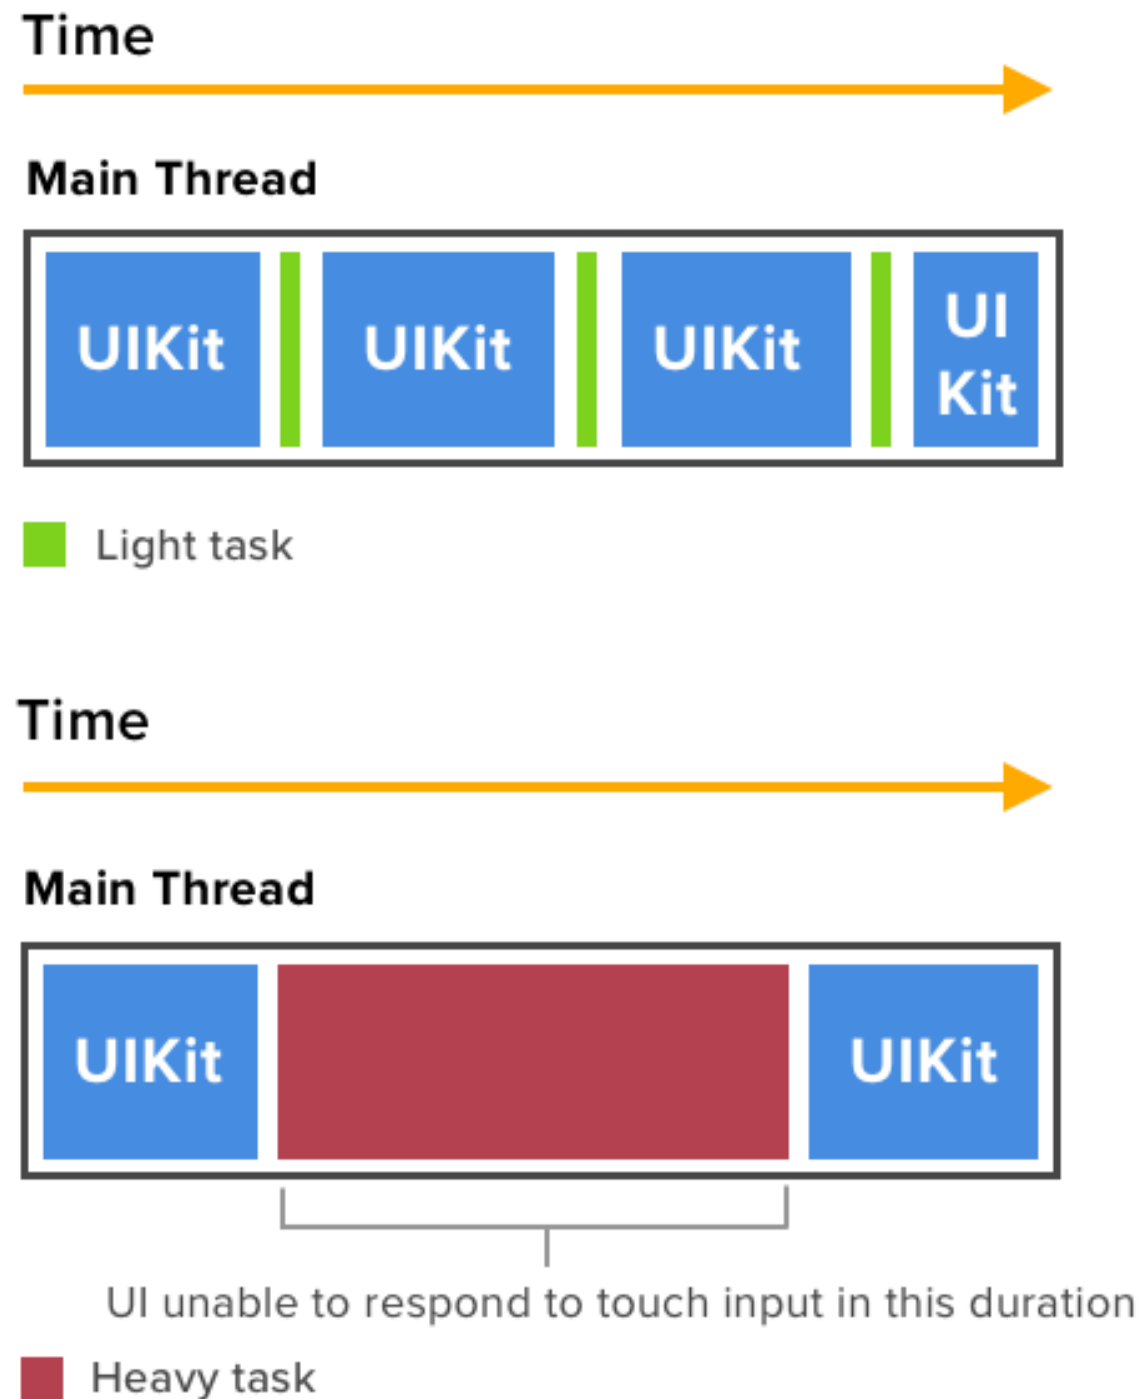 Time
Main Thread
UIKit
UIKit
UIKit
UI
Kit
Light task
Time
Main Thread
UIKit
UIKit
UI unable to respond to touch input in this duration
Heavy task